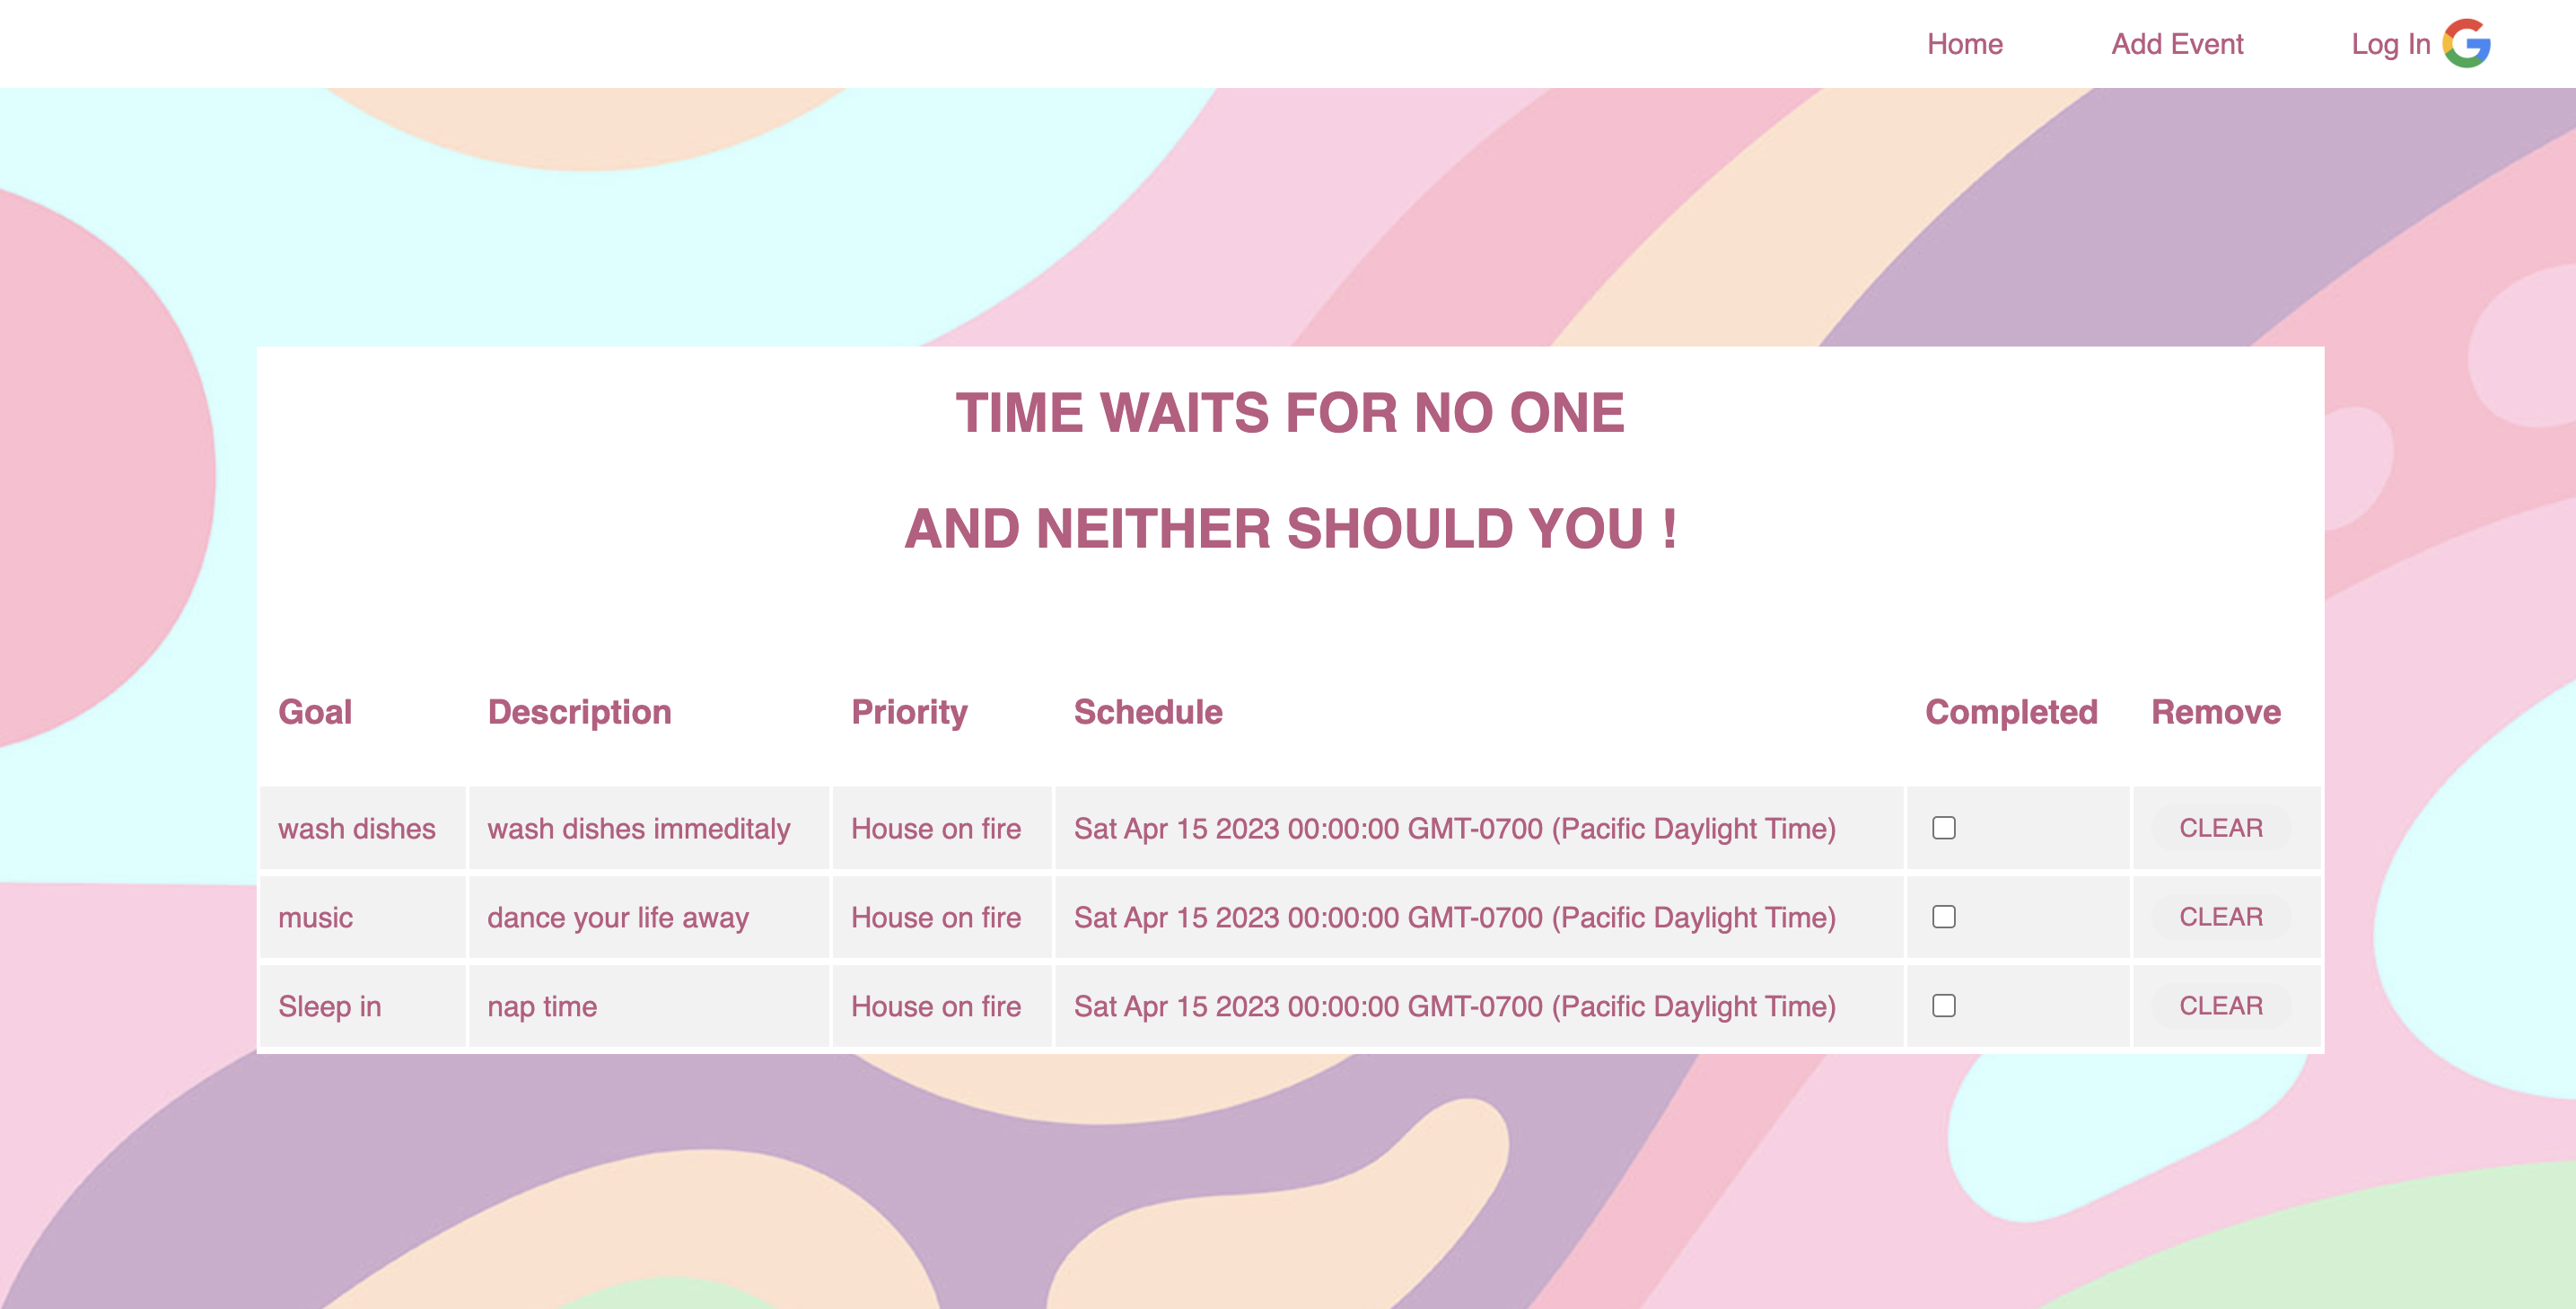 Home Add Event Log In
TIME WAITS FOR NO ONE
AND NEITHER SHOULD YOU !
Goal Description Priority Schedule Completed Remove
wash dishes wash dishes immeditaly House on fire Sat Apr 15 2023 00:00:00 GMT-0700 (Pacific Daylight Time) CLEAR
music dance your life away House on fire Sat Apr 15 2023 00:00:00 GMT-0700 (Pacific Daylight Time) CLEAR
Sleep in nap time House on fire Sat Apr 15 2023 00:00:00 GMT-0700 (Pacific Daylight Time) CLEAR